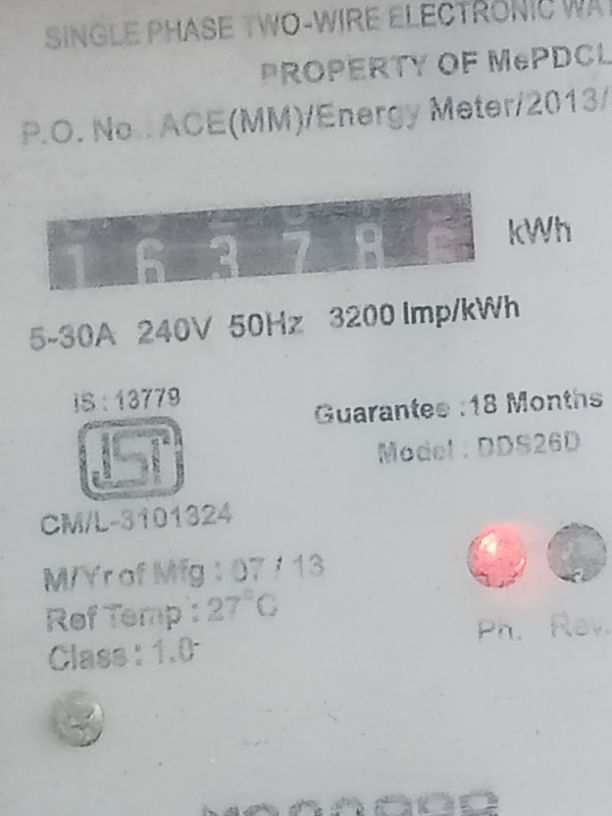 SINGLE PHASE TWO-WIRE ELECTRONIC WA
PROPERTY OF MePDCL
P.O. No.: ACE(MM)/Energy Meter/2013/
16378 kWh
5-30A 240V 50Hz 3200 Imp/kWh
IS : 13779
Guarantee : 18 Months
Model : DDS26D
CM/L-3101324
M/Yr of Mfg : 07 / 13
Ref Temp : 27°C
Class : 1.0
Ph. Rev.